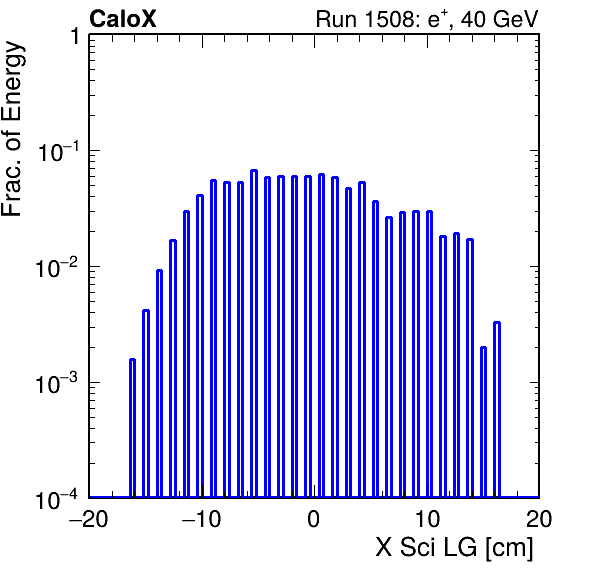 CaloX Run 1508: e⁺, 40 GeV
Frac. of Energy
1
10⁻¹
10⁻²
10⁻³
10⁻⁴
−20 −10 0 10 20
X Sci LG [cm]